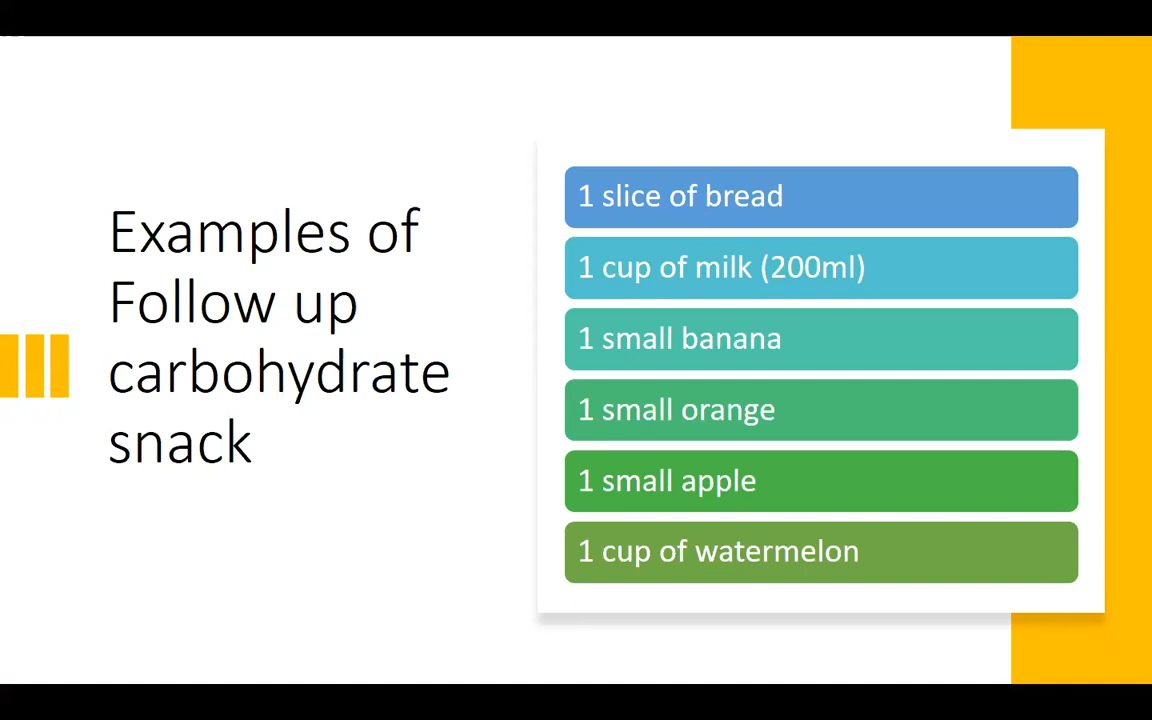 Examples of
Follow up
carbohydrate
snack
1 slice of bread
1 cup of milk (200ml)
1 small banana
1 small orange
1 small apple
1 cup of watermelon